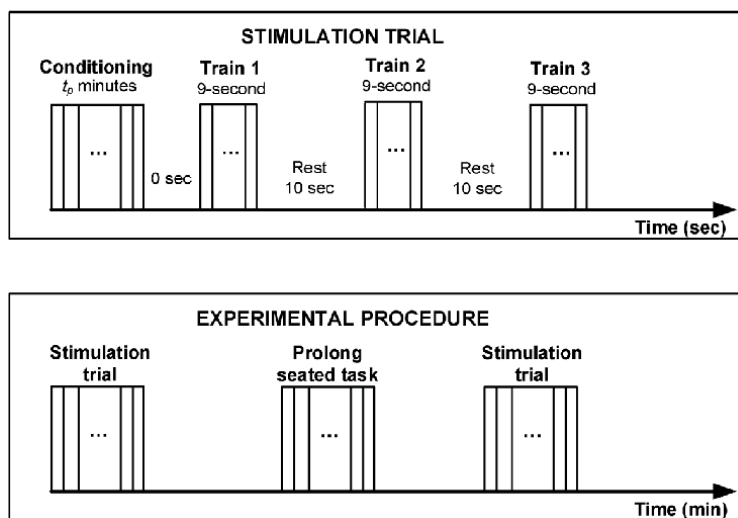 STIMULATION TRIAL
Conditioning
t_p minutes
Train 1
9-second
Train 2
9-second
Train 3
9-second
...
...
...
...
0 sec
Rest
10 sec
Rest
10 sec
Time (sec)
EXPERIMENTAL PROCEDURE
Stimulation
trial
Prolong
seated task
Stimulation
trial
...
...
...
Time (min)